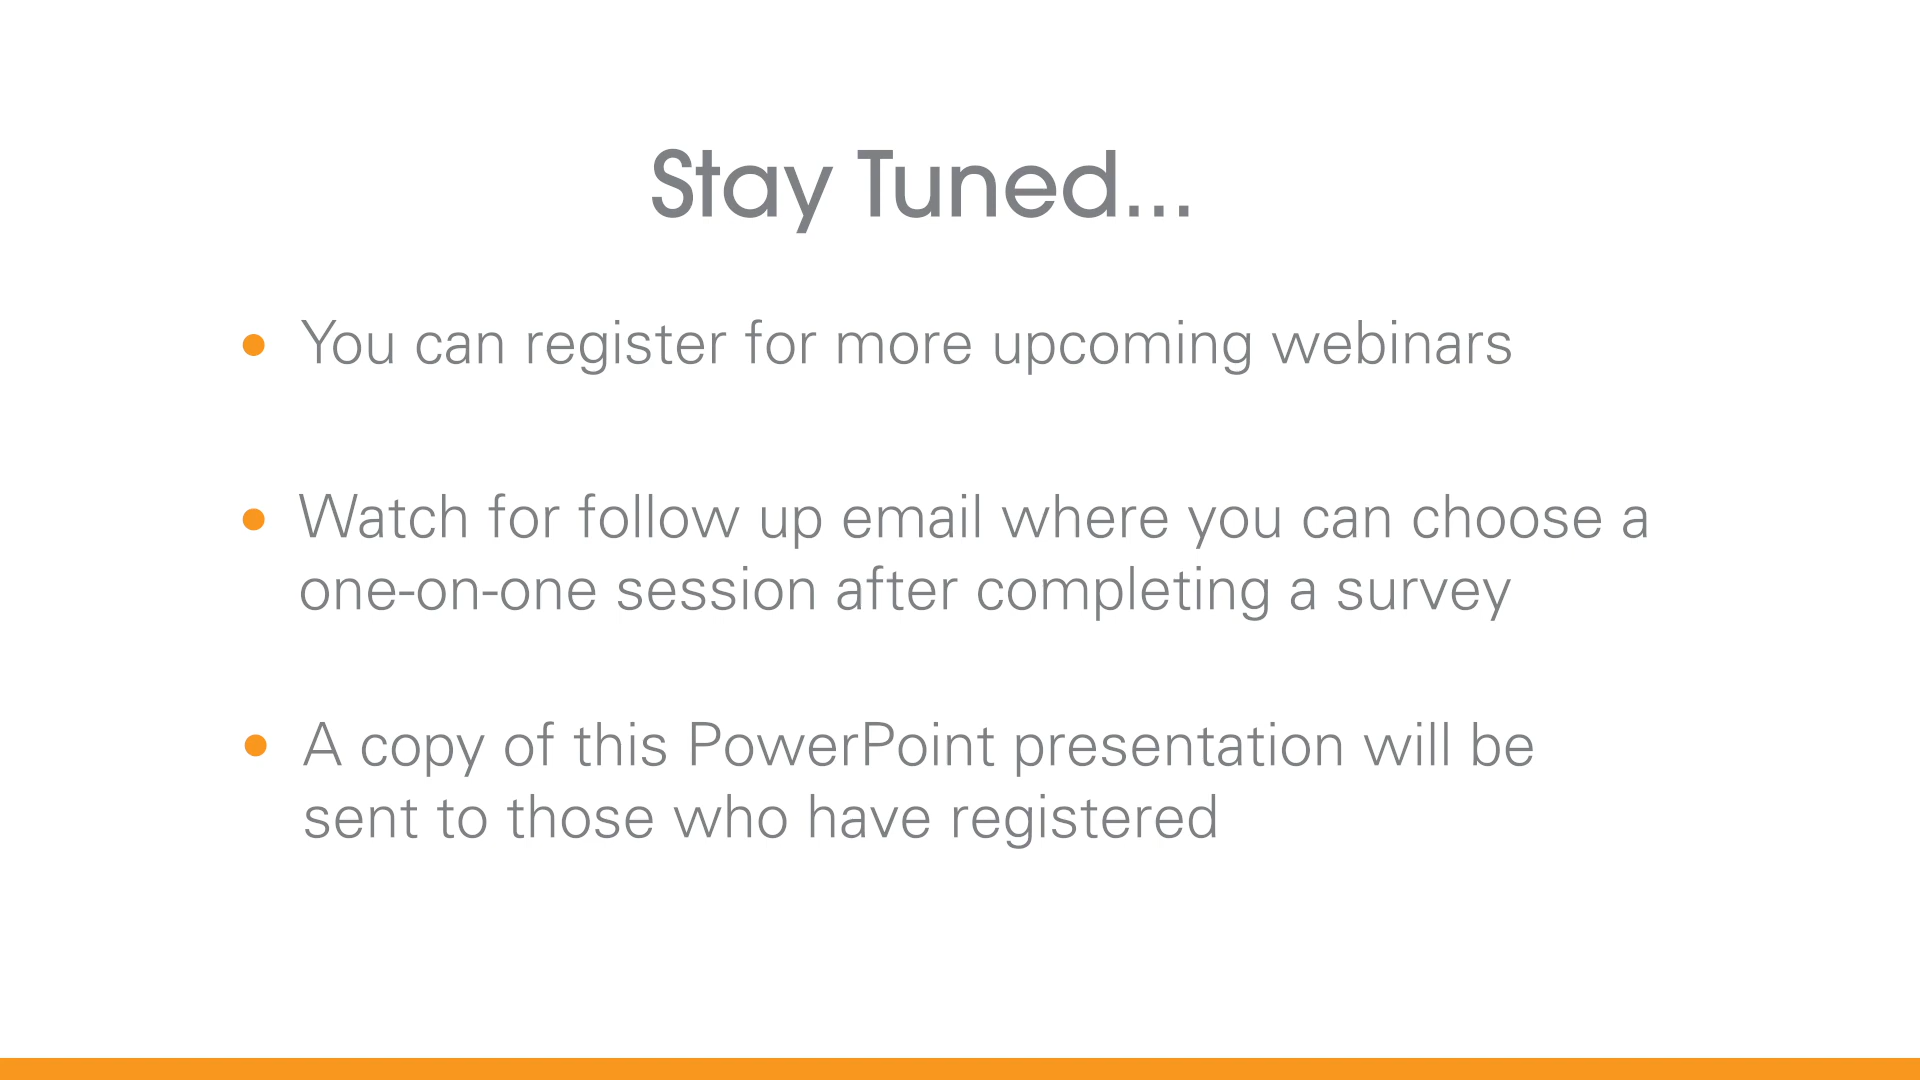 Stay Tuned...
• You can register for more upcoming webinars
• Watch for follow up email where you can choose a
one-on-one session after completing a survey
• A copy of this PowerPoint presentation will be
sent to those who have registered